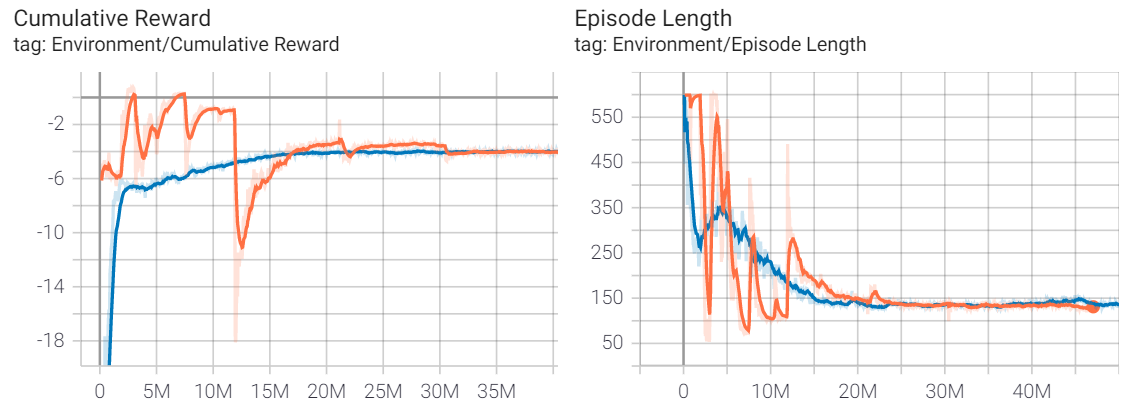 Cumulative Reward
tag: Environment/Cumulative Reward
-2
-6
-10
-14
-18
0 5M 10M 15M 20M 25M 30M 35M
Episode Length
tag: Environment/Episode Length
550
450
350
250
150
50
0 10M 20M 30M 40M